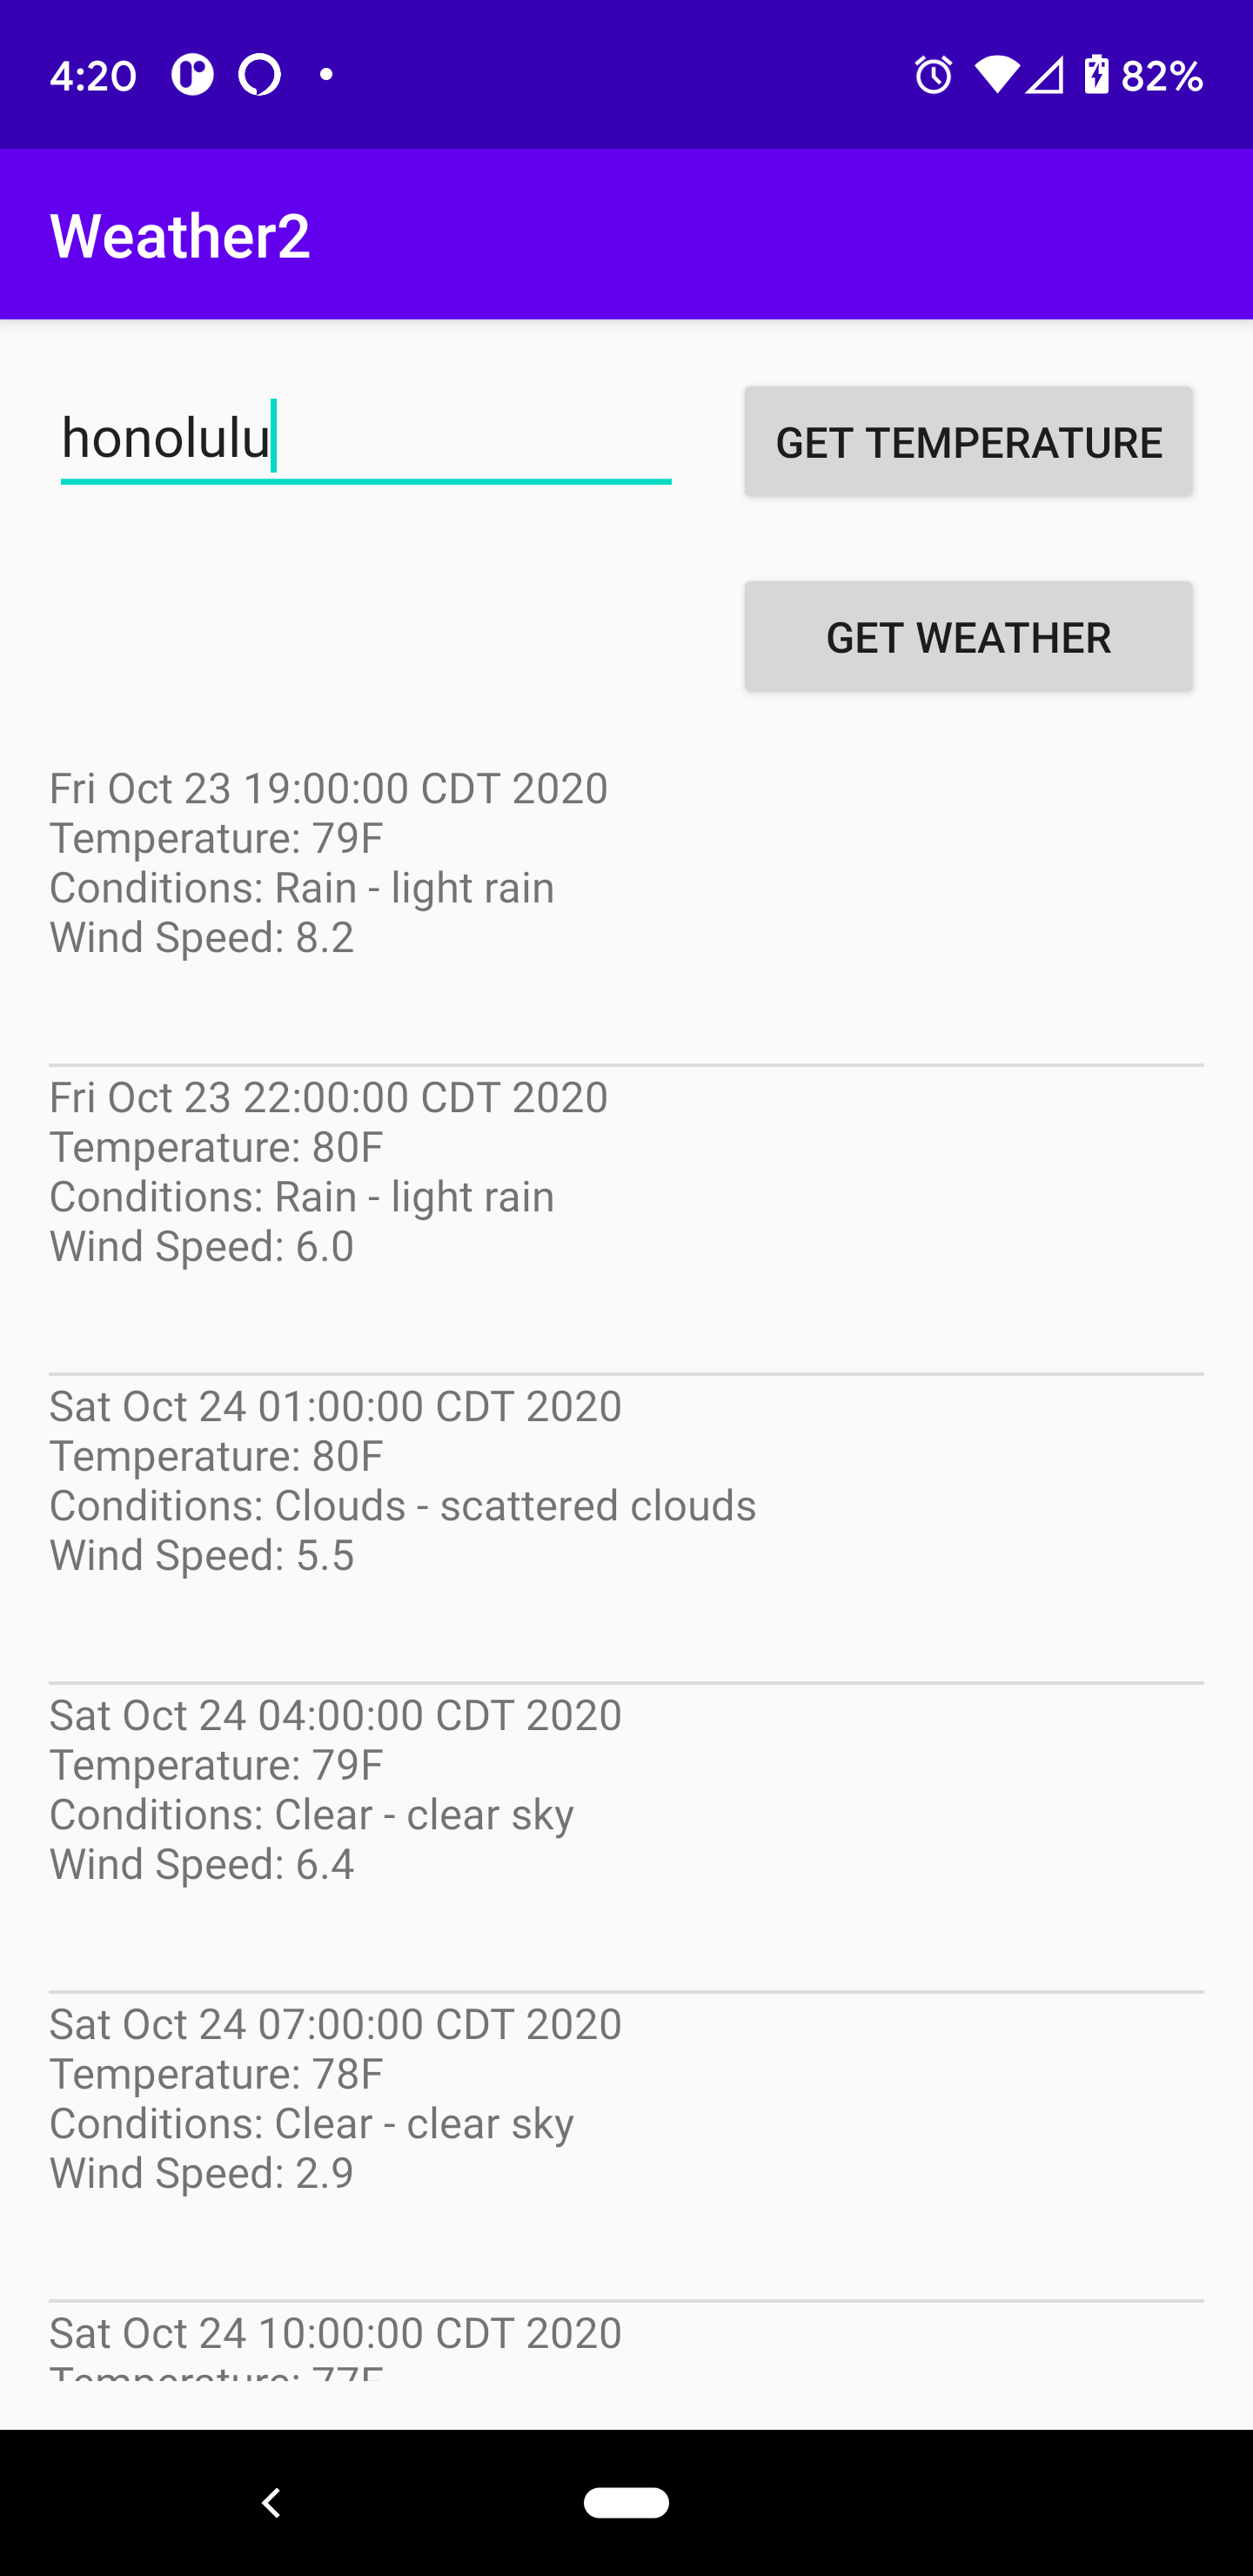 4:20
82%
Weather2
honolulu
GET TEMPERATURE
GET WEATHER
Fri Oct 23 19:00:00 CDT 2020
Temperature: 79F
Conditions: Rain - light rain
Wind Speed: 8.2
Fri Oct 23 22:00:00 CDT 2020
Temperature: 80F
Conditions: Rain - light rain
Wind Speed: 6.0
Sat Oct 24 01:00:00 CDT 2020
Temperature: 80F
Conditions: Clouds - scattered clouds
Wind Speed: 5.5
Sat Oct 24 04:00:00 CDT 2020
Temperature: 79F
Conditions: Clear - clear sky
Wind Speed: 6.4
Sat Oct 24 07:00:00 CDT 2020
Temperature: 78F
Conditions: Clear - clear sky
Wind Speed: 2.9
Sat Oct 24 10:00:00 CDT 2020
Temperature: 77F